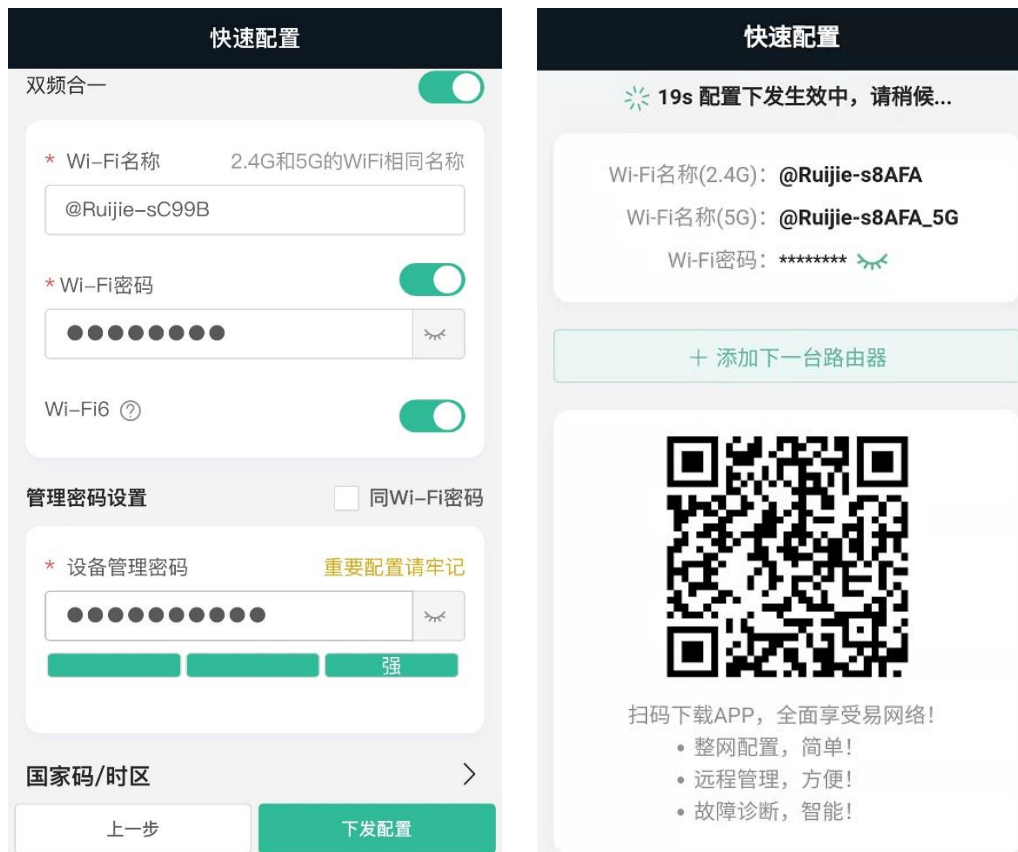 快速配置
双频合一
* Wi-Fi名称 2.4G和5G的WiFi相同名称
@Ruijie-sC99B
* Wi-Fi密码
●●●●●●●●
Wi-Fi6 ?
管理密码设置 同Wi-Fi密码
* 设备管理密码 重要配置请牢记
●●●●●●●●●●
强
国家码/时区
上一步 下发配置
快速配置
19s 配置下发生效中，请稍候...
Wi-Fi名称(2.4G)： @Ruijie-s8AFA
Wi-Fi名称(5G)： @Ruijie-s8AFA_5G
Wi-Fi密码： ********
+ 添加下一台路由器
扫码下载APP，全面享受易网络！
• 整网配置，简单！
• 远程管理，方便！
• 故障诊断，智能！